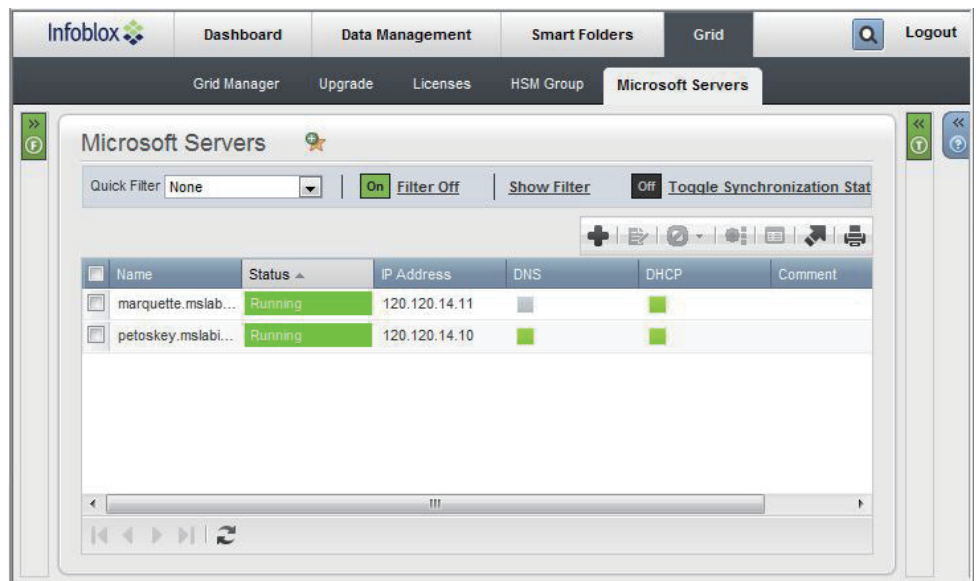 Infoblox Dashboard Data Management Smart Folders Grid Logout
Grid Manager Upgrade Licenses HSM Group Microsoft Servers
Microsoft Servers
Quick Filter None On Filter Off Show Filter Off Toggle Synchronization Stat
Name Status IP Address DNS DHCP Comment
marquette.mslab... Running 120.120.14.11
petoskey.mslabi... Running 120.120.14.10